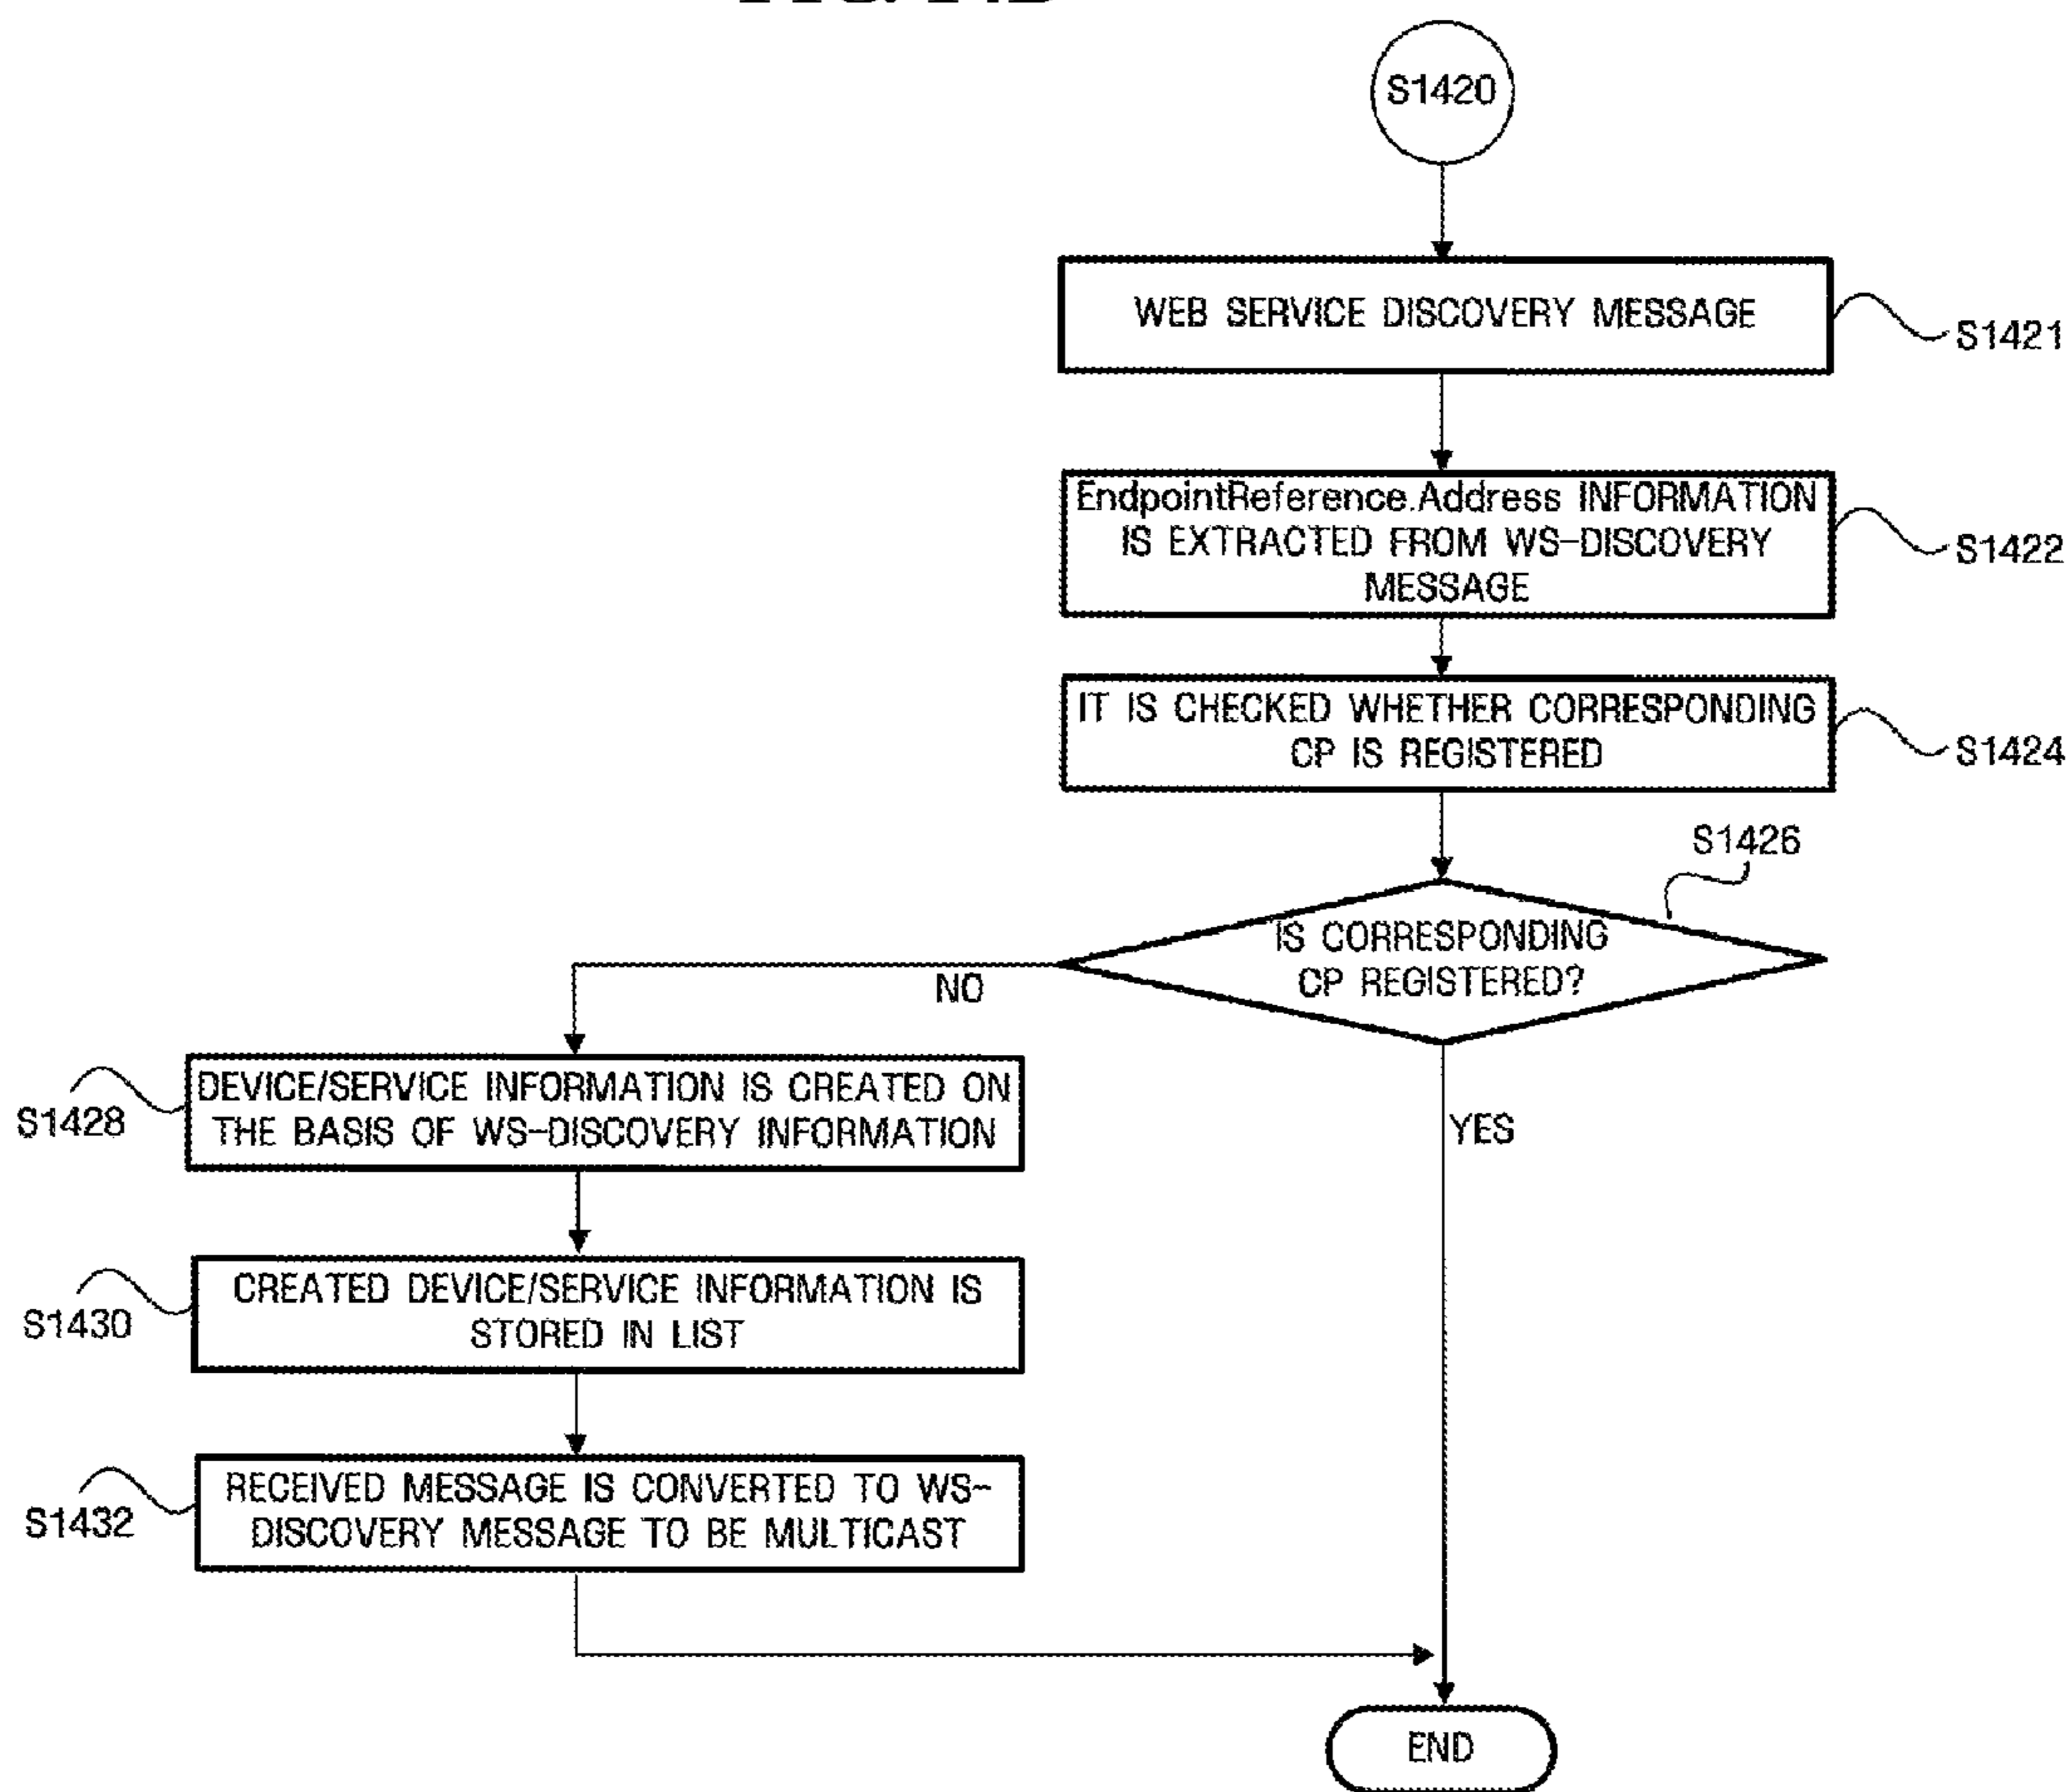 S1420
WEB SERVICE DISCOVERY MESSAGE
S1421
EndpointReference.Address INFORMATION
IS EXTRACTED FROM WS-DISCOVERY
MESSAGE
S1422
IT IS CHECKED WHETHER CORRESPONDING
CP IS REGISTERED
S1424
S1426
IS CORRESPONDING
CP REGISTERED?
NO
YES
DEVICE/SERVICE INFORMATION IS CREATED ON
THE BASIS OF WS-DISCOVERY INFORMATION
S1428
CREATED DEVICE/SERVICE INFORMATION IS
STORED IN LIST
S1430
RECEIVED MESSAGE IS CONVERTED TO WS-
DISCOVERY MESSAGE TO BE MULTICAST
S1432
END